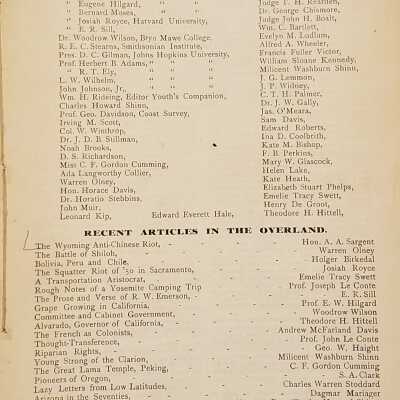 " Eugene Hilgard, " "
" Bernard Moses, " "
" Josiah Royce, Harvard University,
" E. R. Sill,
Dr. Woodrow Wilson, Bryn Mawe College.
R. E. C. Stearns, Smithsonian Institute,
Pres. D. C. Gilman, Johns Hopkins University,
Prof. Herbert B. Adams, " " "
" R. T. Ely, " " "
L. W. Wilhelm, " " "
John Johnson, Jr., " " "
Wm. H. Rideing, Editor Youth's Companion,
Charles Howard Shinn,
Prof. Geo. Davidson, Coast Survey,
Irving M. Scott,
Col. W. Winthrop,
Dr. J. D. B. Stillman,
Noah Brooks,
D. S. Richardson,
Miss C. F. Gordon Cumming,
Ada Langworthy Collier,
Warren Olney,
Hon. Horace Davis,
Dr. Horatio Stebbins,
John Muir,
Leonard Kip,
Edward Everett Hale,
Judge E. H. Rearden,
Dr. George Chismore,
Judge John H. Boalt,
Wm. C. Bartlett,
Evelyn M. Ludlum,
Alfred A. Wheeler,
Francis Fuller Victor,
William Sloane Kennedy,
Milicent Washburn Shinn,
J. G. Lemmon,
J. P. Widney,
C. T. H. Palmer,
Dr. J. W. Gally,
Jas. O'Meara,
Sam Davis,
Edward Roberts,
Ina D. Coolbrith,
Kate M. Bishop,
F. B. Perkins,
Mary W. Glascock,
Helen Lake,
Kate Heath,
Elizabeth Stuart Phelps,
Emelie Tracy Swett,
Henry De Groot,
Theodore H. Hittell,
RECENT ARTICLES IN THE OVERLAND.
The Wyoming Anti-Chinese Riot, - - Hon. A. A. Sargent
The Battle of Shiloh, - - Warren Olney
Bolivia, Peru and Chile, - - Holger Birkedal
The Squatter Riot of '50 in Sacramento, - - Josiah Royce
A Transportation Aristocrat, - - Emelie Tracy Swett
Rough Notes of a Yosemite Camping Trip - - Prof. Joseph Le Conte
The Prose and Verse of R. W. Emerson, - - E. R. Sill
Grape Growing in California, - - Prof. E. W. Hilgard
Committee and Cabinet Government, - - Woodrow Wilson
Alvarado, Governor of California, - - Theodore H. Hittell
The French as Colonists, - - Andrew McFarland Davis
Thought-Transference, - - Prof. John Le Conte
Riparian Rights, - - Geo. W. Haight
Young Strong of the Clarion, - - Milicent Washburn Shinn
The Great Lama Temple, Peking, - - C. F. Gordon Cumming
Pioneers of Oregon, - - S. A. Clark
Lazy Letters from Low Latitudes, - - Charles Warren Stoddard
Arizona in the Seventies, - - Dagmar Mariager